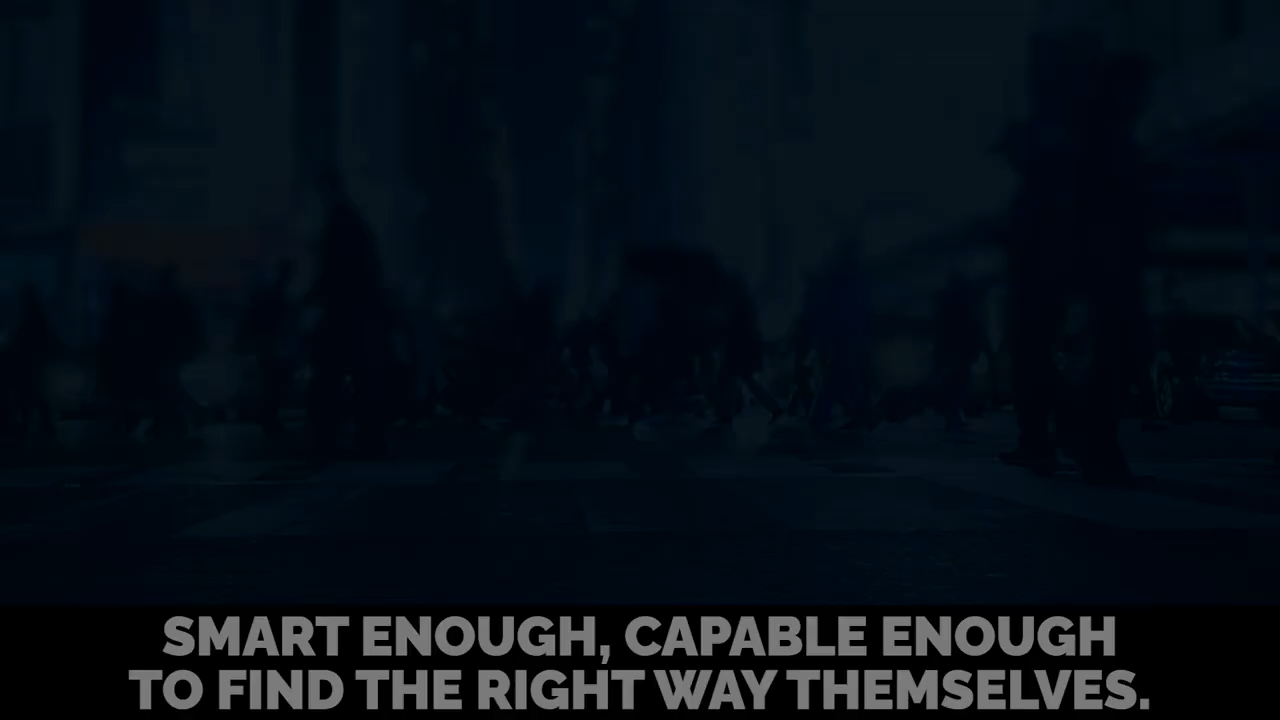 SMART ENOUGH, CAPABLE ENOUGH
TO FIND THE RIGHT WAY THEMSELVES.